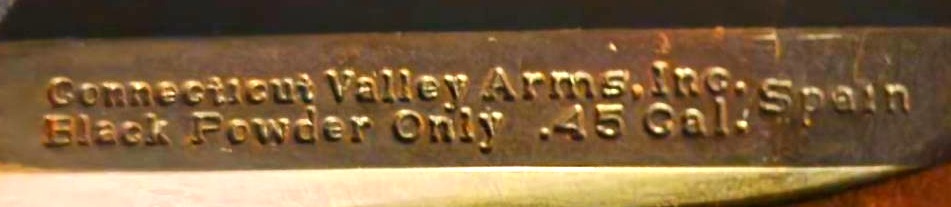 Connecticut Valley Arms, Inc. Spain
Black Powder Only .45 Cal.